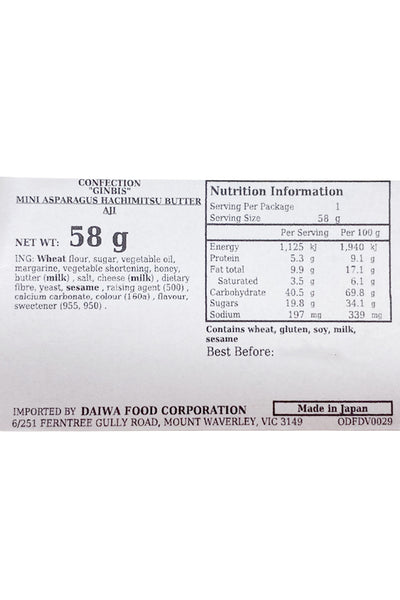 CONFECTION
"GINBIS"
MINI ASPARAGUS HACHIMITSU BUTTER
AJI
NET WT: 58 g
ING: Wheat flour, sugar, vegetable oil,
margarine, vegetable shortening, honey,
butter (milk) , salt, cheese (milk) , dietary
fibre, yeast, sesame , raising agent (500) ,
calcium carbonate, colour (160a) , flavour,
sweetener (955, 950) .
Nutrition Information
Serving Per Package 1
Serving Size 58 g
Per Serving Per 100 g
Energy 1,125 kj 1,940 kj
Protein 5.3 g 9.1 g
Fat total 9.9 g 17.1 g
Saturated 3.5 g 6.1 g
Carbohydrate 40.5 g 69.8 g
Sugars 19.8 g 34.1 g
Sodium 197 mg 339 mg
Contains wheat, gluten, soy, milk,
sesame
Best Before:
IMPORTED BY DAIWA FOOD CORPORATION Made in Japan
6/251 FERNTREE GULLY ROAD, MOUNT WAVERLEY, VIC 3149 ODFDV0029